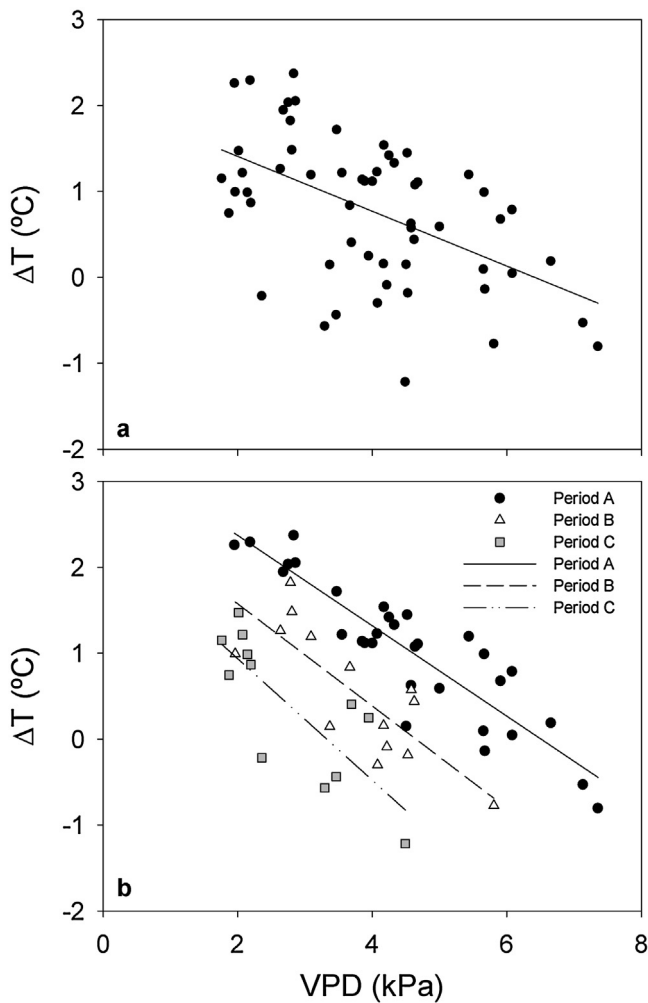 3
2
1
0
-1
-2
ΔT (ºC)
a
3
2
1
0
-1
-2
ΔT (ºC)
Period A
Period B
Period C
Period A
Period B
Period C
b
0 2 4 6 8
VPD (kPa)